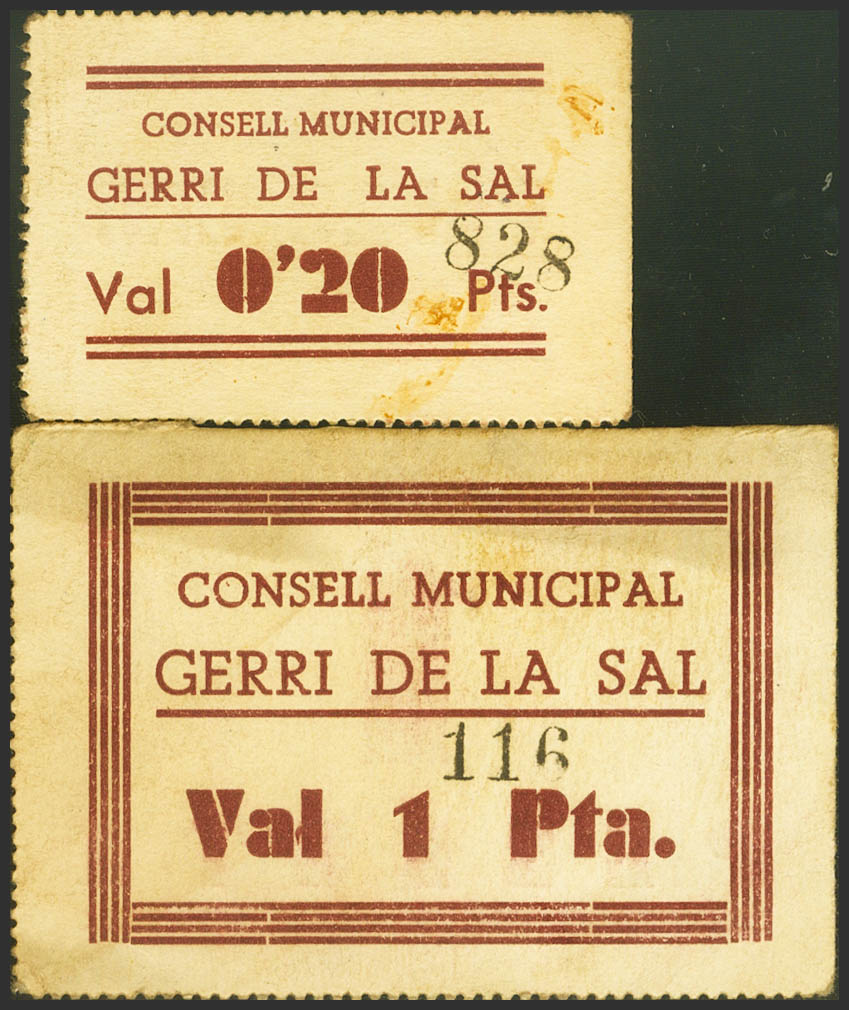 CONSELL MUNICIPAL
GERRI DE LA SAL
828
Val 0'20 Pts.
CONSELL MUNICIPAL
GERRI DE LA SAL
116
Val 1 Pta.